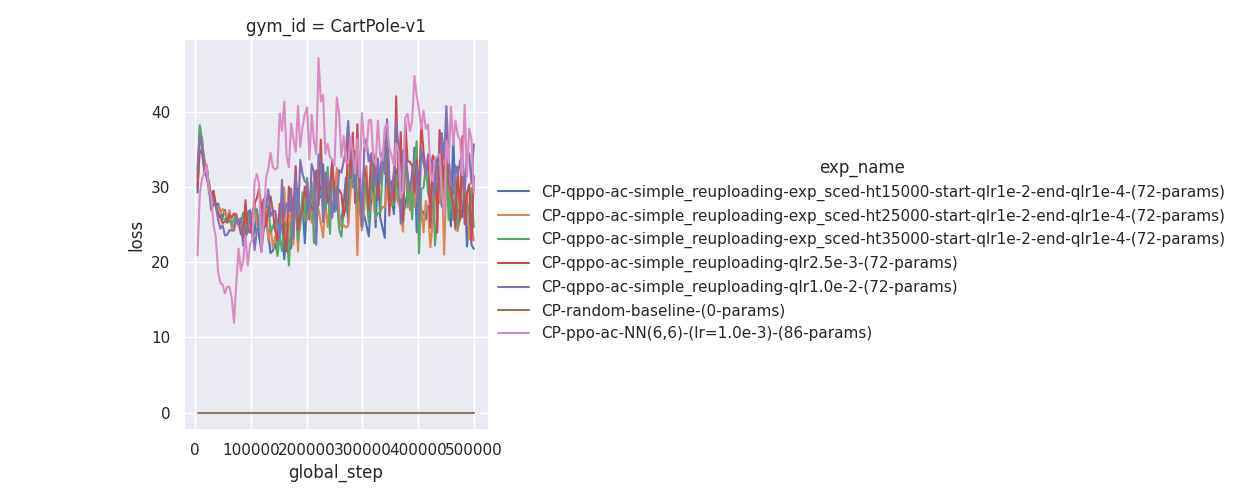 gym_id = CartPole-v1
loss
40
30
20
10
0
0 100000 200000 300000 400000 500000
global_step
exp_name
CP-qppo-ac-simple_reuploading-exp_sced-ht15000-start-qlr1e-2-end-qlr1e-4-(72-params)
CP-qppo-ac-simple_reuploading-exp_sced-ht25000-start-qlr1e-2-end-qlr1e-4-(72-params)
CP-qppo-ac-simple_reuploading-exp_sced-ht35000-start-qlr1e-2-end-qlr1e-4-(72-params)
CP-qppo-ac-simple_reuploading-qlr2.5e-3-(72-params)
CP-qppo-ac-simple_reuploading-qlr1.0e-2-(72-params)
CP-random-baseline-(0-params)
CP-ppo-ac-NN(6,6)-(lr=1.0e-3)-(86-params)